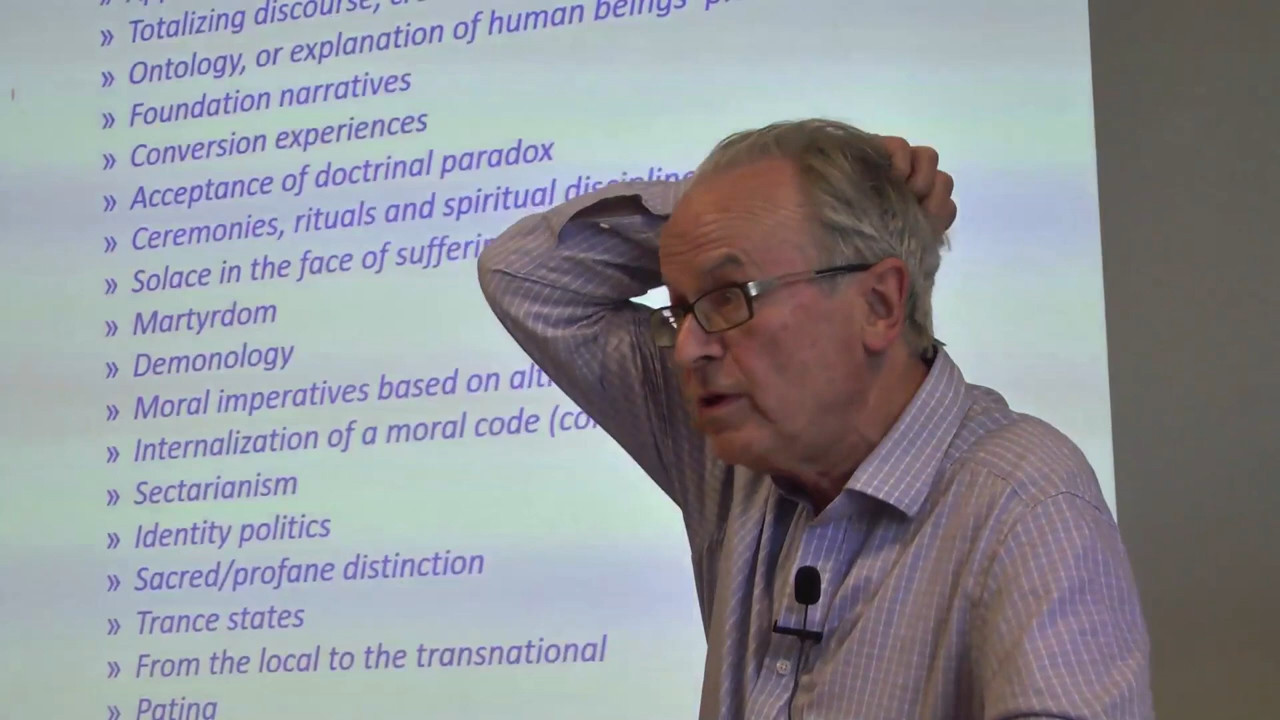 » Totalizing discourse,
» Ontology, or explanation of human beings'
» Foundation narratives
» Conversion experiences
» Acceptance of doctrinal paradox
» Ceremonies, rituals and spiritual discipline
» Solace in the face of
» Martyrdom
» Demonology
» Moral imperatives based on
» Internalization of a moral code
» Sectarianism
» Identity politics
» Sacred/profane distinction
» Trance states
» From the local to the transnational
» Pating